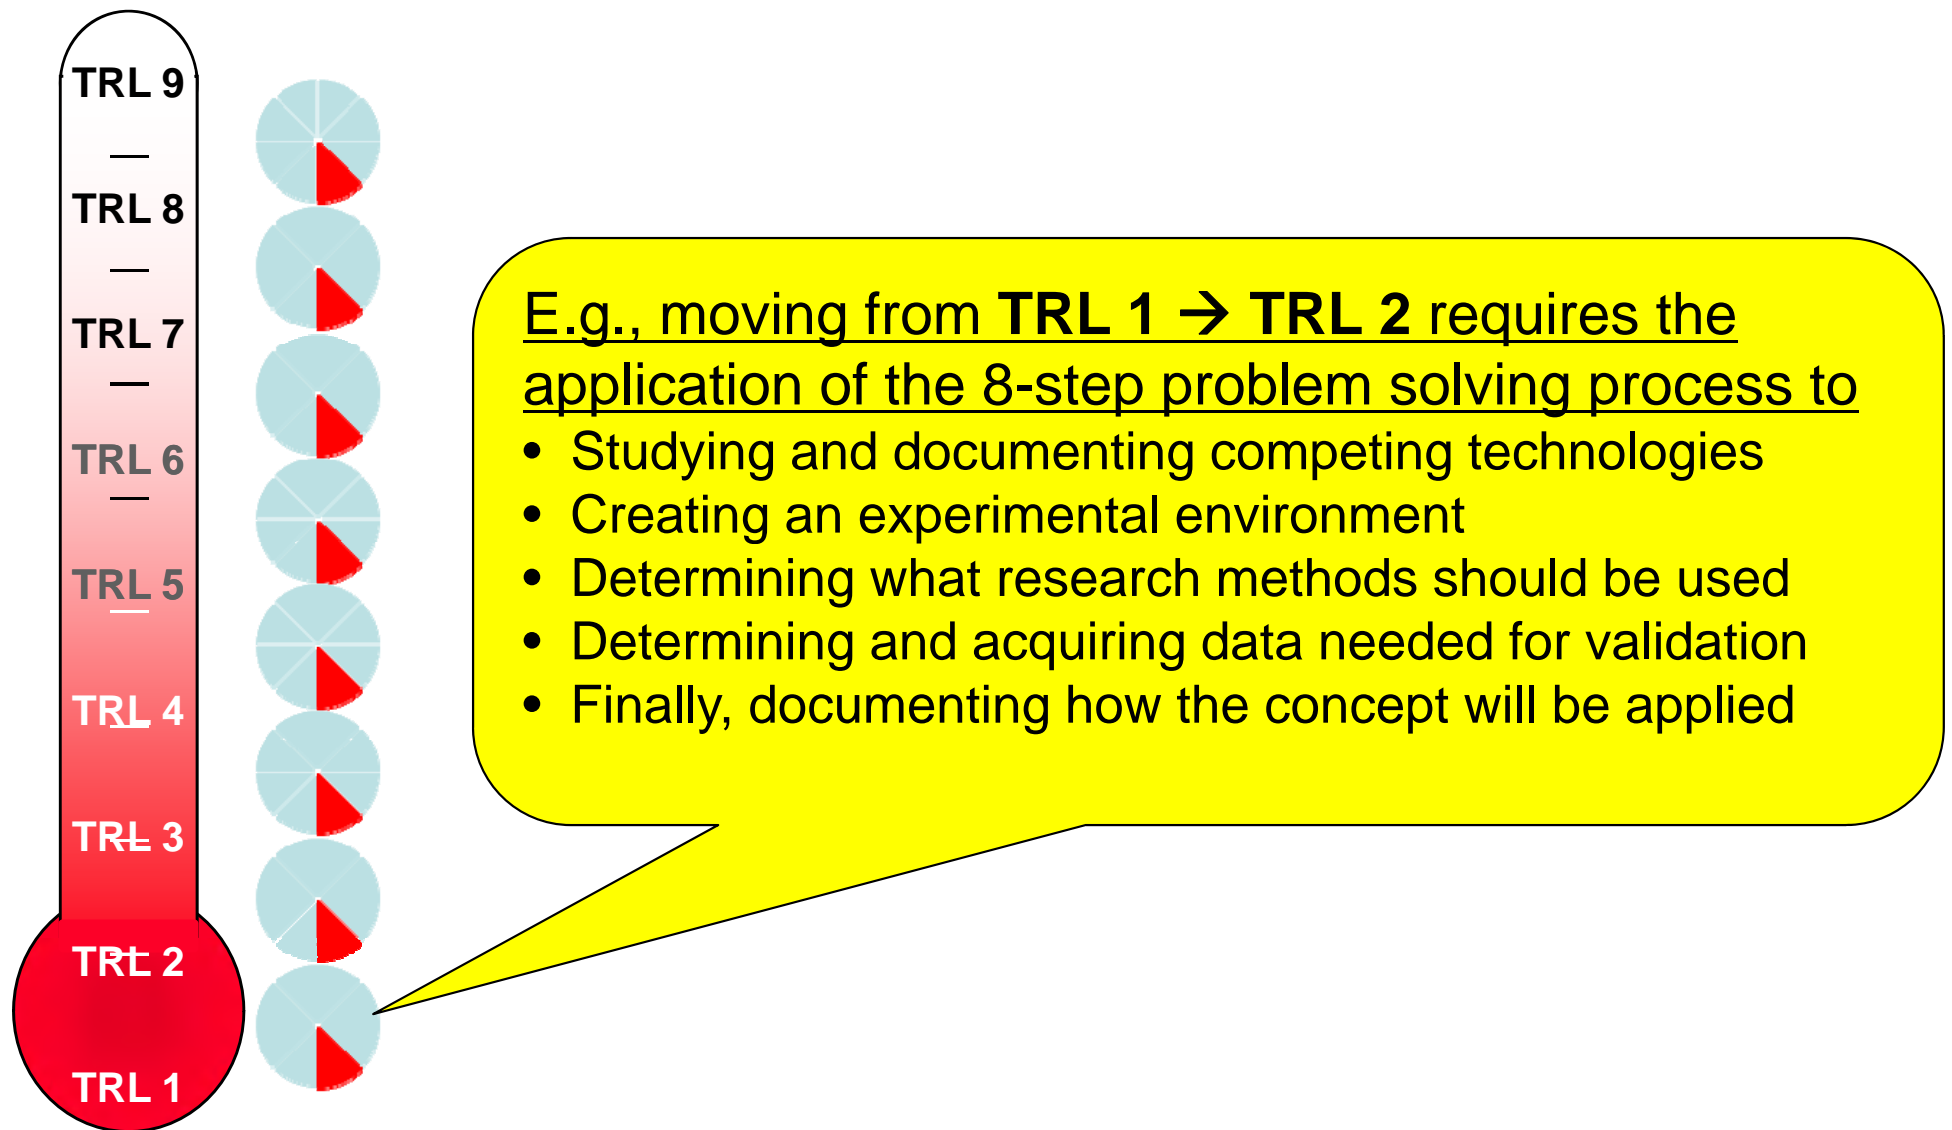 TRL 9
TRL 8
TRL 7
TRL 6
TRL 5
TRL 4
TRL 3
TRL 2
TRL 1
E.g., moving from TRL 1 → TRL 2 requires the
application of the 8-step problem solving process to
• Studying and documenting competing technologies
• Creating an experimental environment
• Determining what research methods should be used
• Determining and acquiring data needed for validation
• Finally, documenting how the concept will be applied